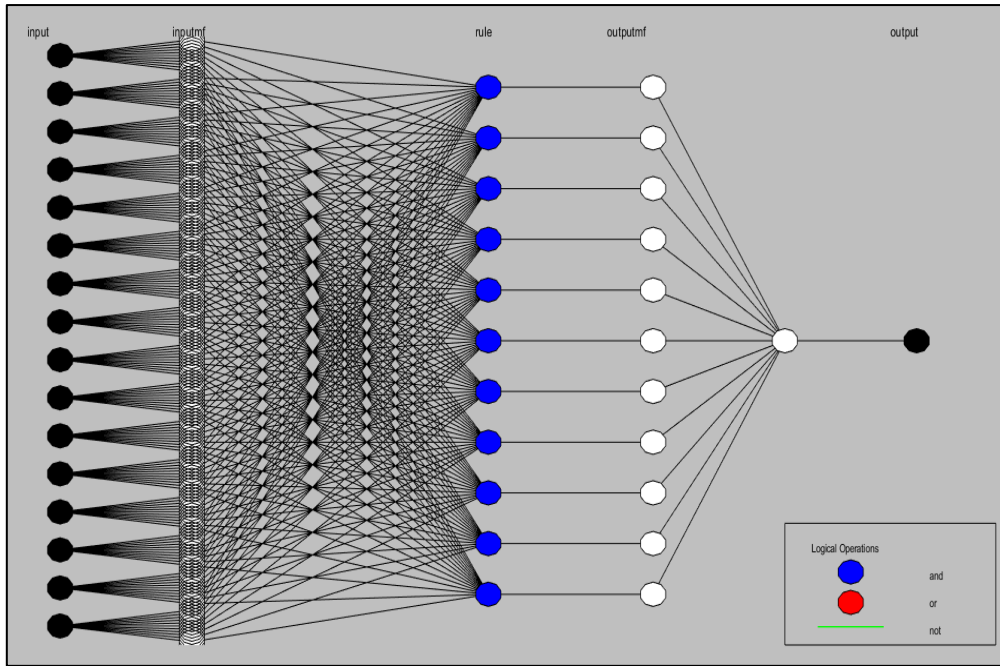 input inputmf rule outputmf output
Logical Operations
and
or
not